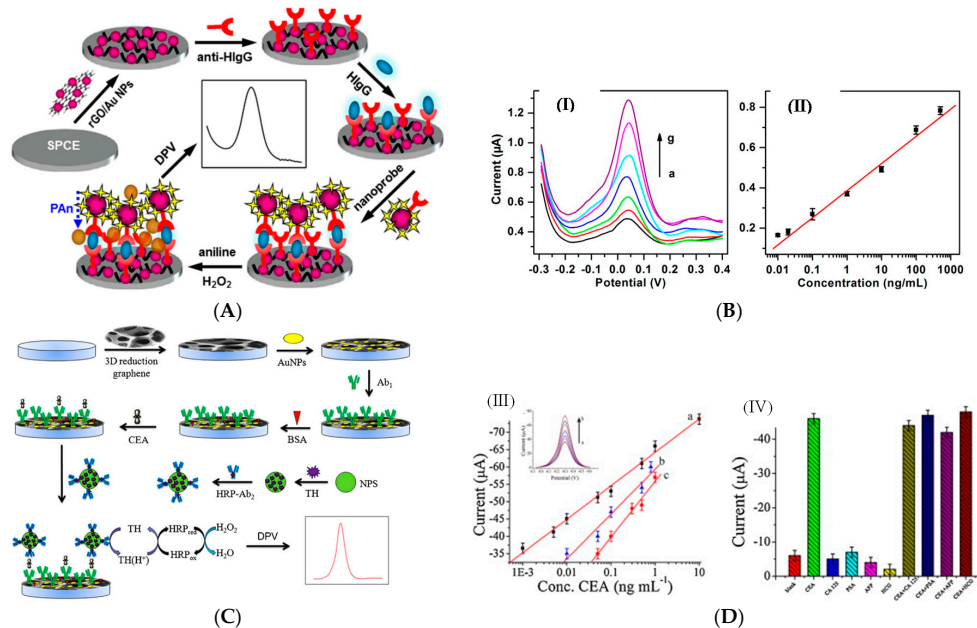 SPCE
rGO/Au NPs
anti-HIgG
HIgG
nanoprobe
aniline
H₂O₂
PAn
DPV
(A)
(I)
Current (µA)
1.2
1.0
0.8
0.6
0.4
g
a
-0.3 -0.2 -0.1 0.0 0.1 0.2 0.3 0.4
Potential (V)
(II)
0.8
0.6
0.4
0.2
0.01 0.1 1 10 100 1000
Concentration (ng/mL)
(B)
3D reduction
graphene
AuNPs
Ab₁
BSA
CEA
HRP-Ab₂
TH
NPS
TH
TH(H⁺)
HRPred
HRPox
H₂O₂
H₂O
DPV
(C)
(III)
Current (µA)
-75
-70
-65
-60
-55
-50
-45
-40
-35
a
b
c
Current (µA)
Potential (V)
1E-3 0.01 0.1 1 10
Conc. CEA (ng mL⁻¹)
(IV)
Current (µA)
-40
-30
-20
-10
0
blank
CEA
CA 125
PSA
AFP
HCG
CEA+CA 125
CEA+PSA
CEA+AFP
CEA+HCG
(D)